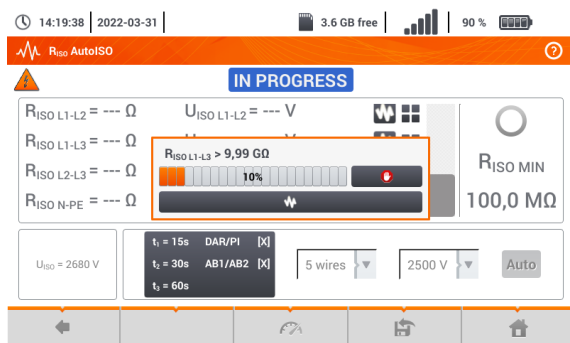 14:19:38 2022-03-31 3.6 GB free 90 %
RISO AutoISO ?
IN PROGRESS
RISO L1-L2 = --- Ω UISO L1-L2 = --- V
RISO L1-L3 = --- Ω
RISO L2-L3 = --- Ω
RISO N-PE = --- Ω
RISO L1-L3 > 9,99 GΩ
10%
RISO MIN
100,0 MΩ
UISO = 2680 V
t1 = 15s DAR/PI [X]
t2 = 30s AB1/AB2 [X]
t3 = 60s
5 wires
2500 V
Auto